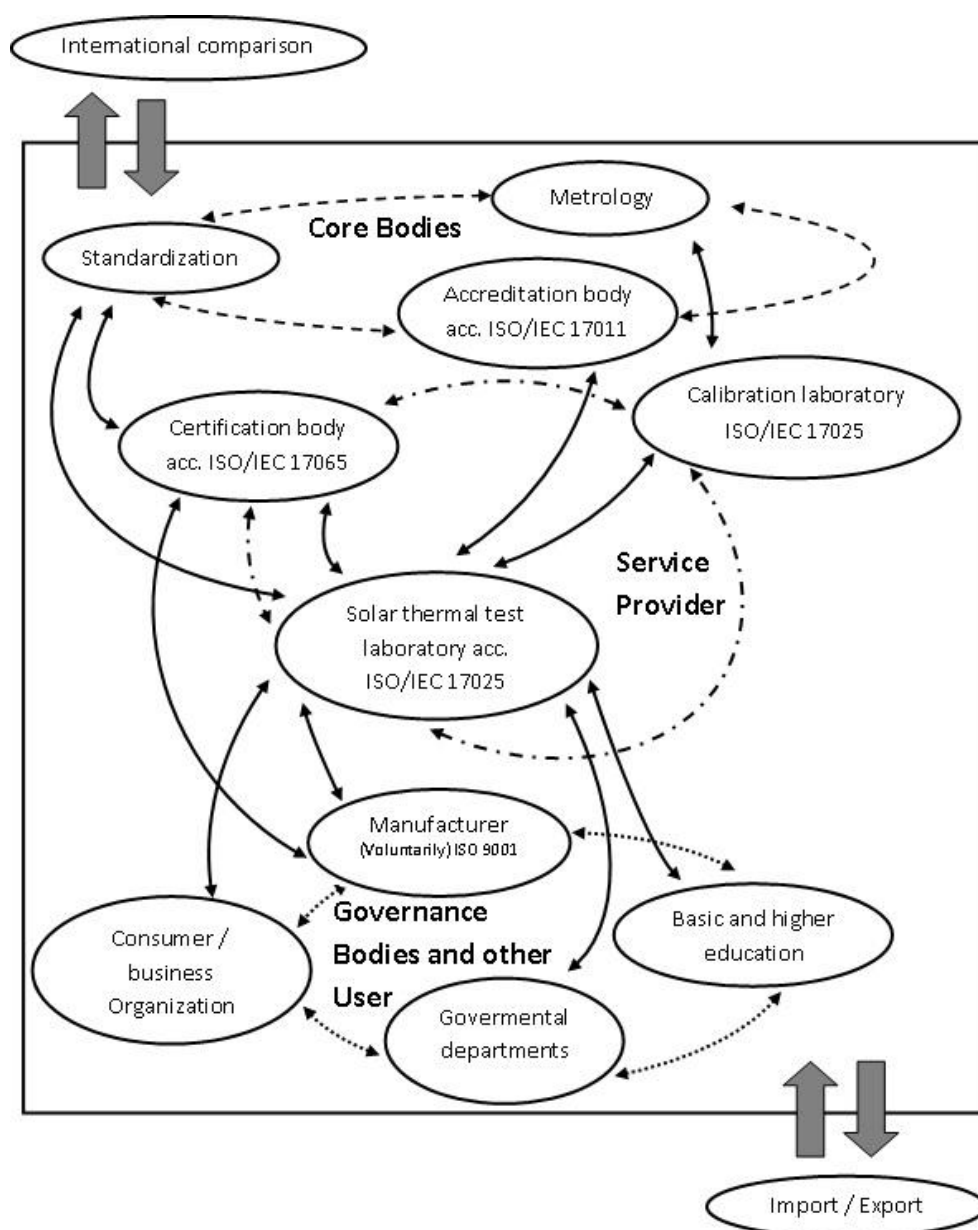 International comparison
Metrology
Core Bodies
Standardization
Accreditation body
acc. ISO/IEC 17011
Calibration laboratory
ISO/IEC 17025
Certification body
acc. ISO/IEC 17065
Service
Provider
Solar thermal test
laboratory acc.
ISO/IEC 17025
Manufacturer
(Voluntarily) ISO 9001
Governance
Bodies and other
User
Basic and higher
education
Consumer /
business
Organization
Govermental
departments
Import / Export